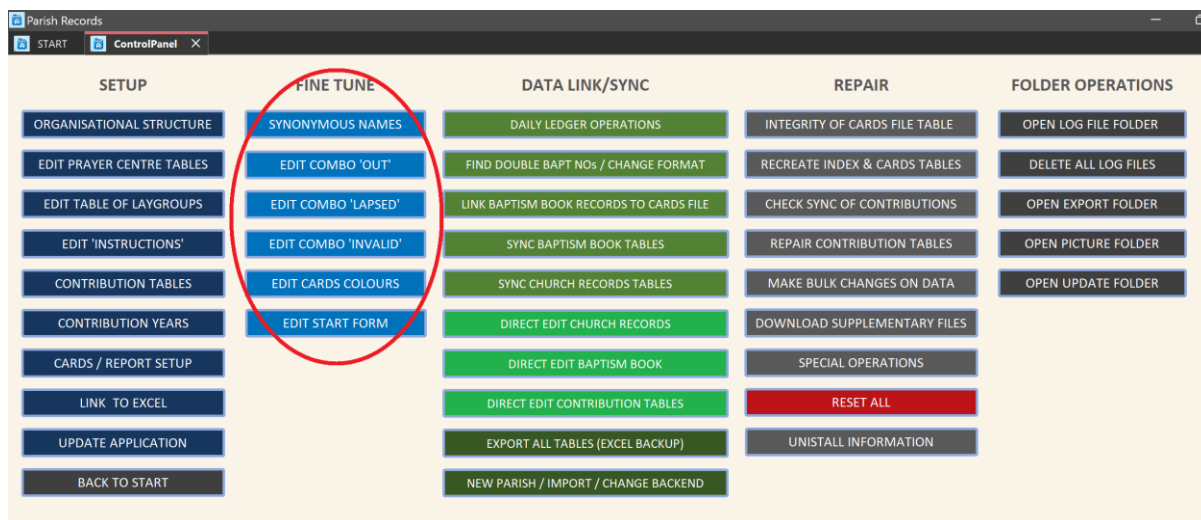 Parish Records
START ControlPanel
SETUP
ORGANISATIONAL STRUCTURE
EDIT PRAYER CENTRE TABLES
EDIT TABLE OF LAYGROUPS
EDIT 'INSTRUCTIONS'
CONTRIBUTION TABLES
CONTRIBUTION YEARS
CARDS / REPORT SETUP
LINK TO EXCEL
UPDATE APPLICATION
BACK TO START
FINE TUNE
SYNONYMOUS NAMES
EDIT COMBO 'OUT'
EDIT COMBO 'LAPSED'
EDIT COMBO 'INVALID'
EDIT CARDS COLOURS
EDIT START FORM
DATA LINK/SYNC
DAILY LEDGER OPERATIONS
FIND DOUBLE BAPT NOs / CHANGE FORMAT
LINK BAPTISM BOOK RECORDS TO CARDS FILE
SYNC BAPTISM BOOK TABLES
SYNC CHURCH RECORDS TABLES
DIRECT EDIT CHURCH RECORDS
DIRECT EDIT BAPTISM BOOK
DIRECT EDIT CONTRIBUTION TABLES
EXPORT ALL TABLES (EXCEL BACKUP)
NEW PARISH / IMPORT / CHANGE BACKEND
REPAIR
INTEGRITY OF CARDS FILE TABLE
RECREATE INDEX & CARDS TABLES
CHECK SYNC OF CONTRIBUTIONS
REPAIR CONTRIBUTION TABLES
MAKE BULK CHANGES ON DATA
DOWNLOAD SUPPLEMENTARY FILES
SPECIAL OPERATIONS
RESET ALL
UNISTALL INFORMATION
FOLDER OPERATIONS
OPEN LOG FILE FOLDER
DELETE ALL LOG FILES
OPEN EXPORT FOLDER
OPEN PICTURE FOLDER
OPEN UPDATE FOLDER